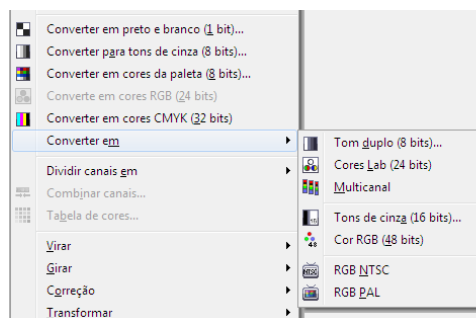 Converter em preto e branco (1 bit)...
Converter para tons de cinza (8 bits)...
Converter em cores da paleta (8 bits)...
Converte em cores RGB (24 bits)
Converter em cores CMYK (32 bits)
Converter em
Dividir canais em
Combinar canais...
Tabela de cores...
Virar
Girar
Correção
Transformar
Tom duplo (8 bits)...
Cores Lab (24 bits)
Multicanal
Tons de cinza (16 bits)...
48 Cor RGB (48 bits)
NTSC RGB NTSC
RGB PAL